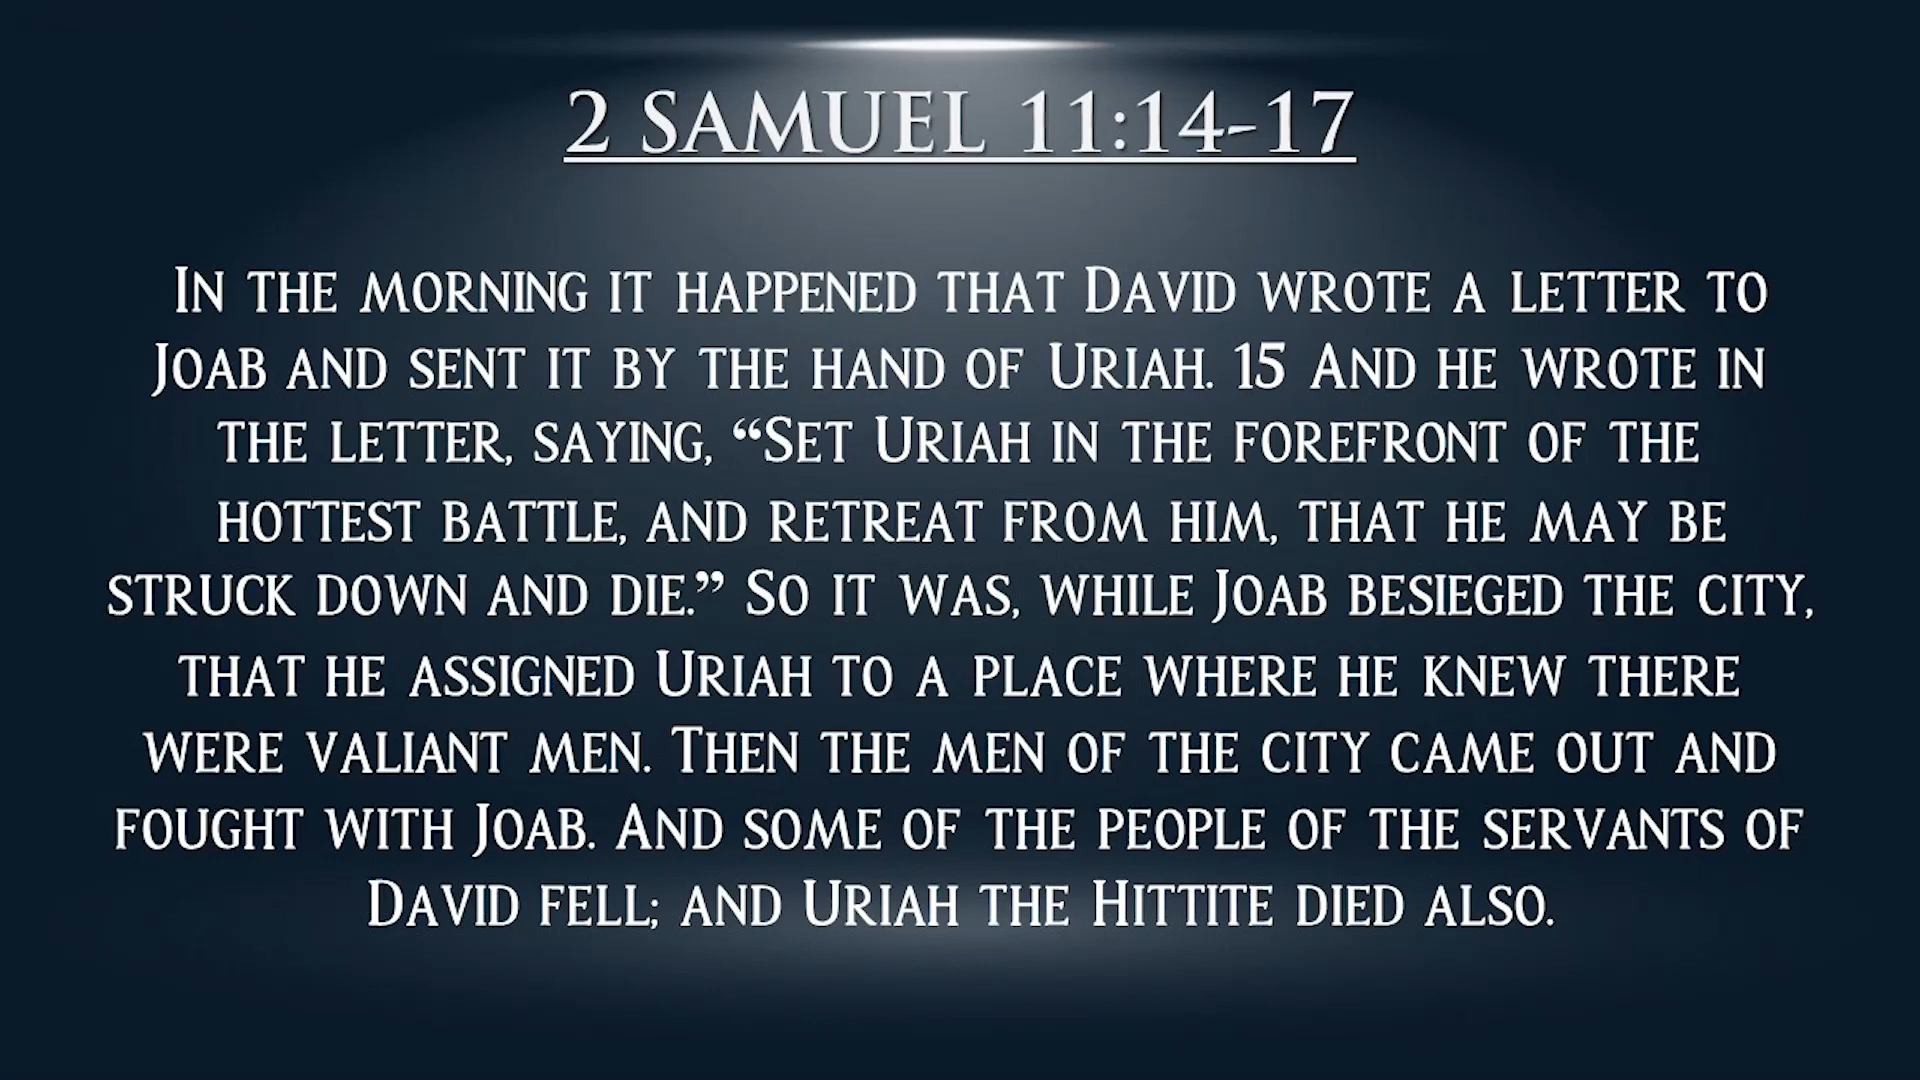 2 SAMUEL 11:14-17
In the morning it happened that David wrote a letter to
Joab and sent it by the hand of Uriah. 15 And he wrote in
the letter, saying, “Set Uriah in the forefront of the
hottest battle, and retreat from him, that he may be
struck down and die.” So it was, while Joab besieged the city,
that he assigned Uriah to a place where he knew there
were valiant men. Then the men of the city came out and
fought with Joab. And some of the people of the servants of
David fell; and Uriah the Hittite died also.